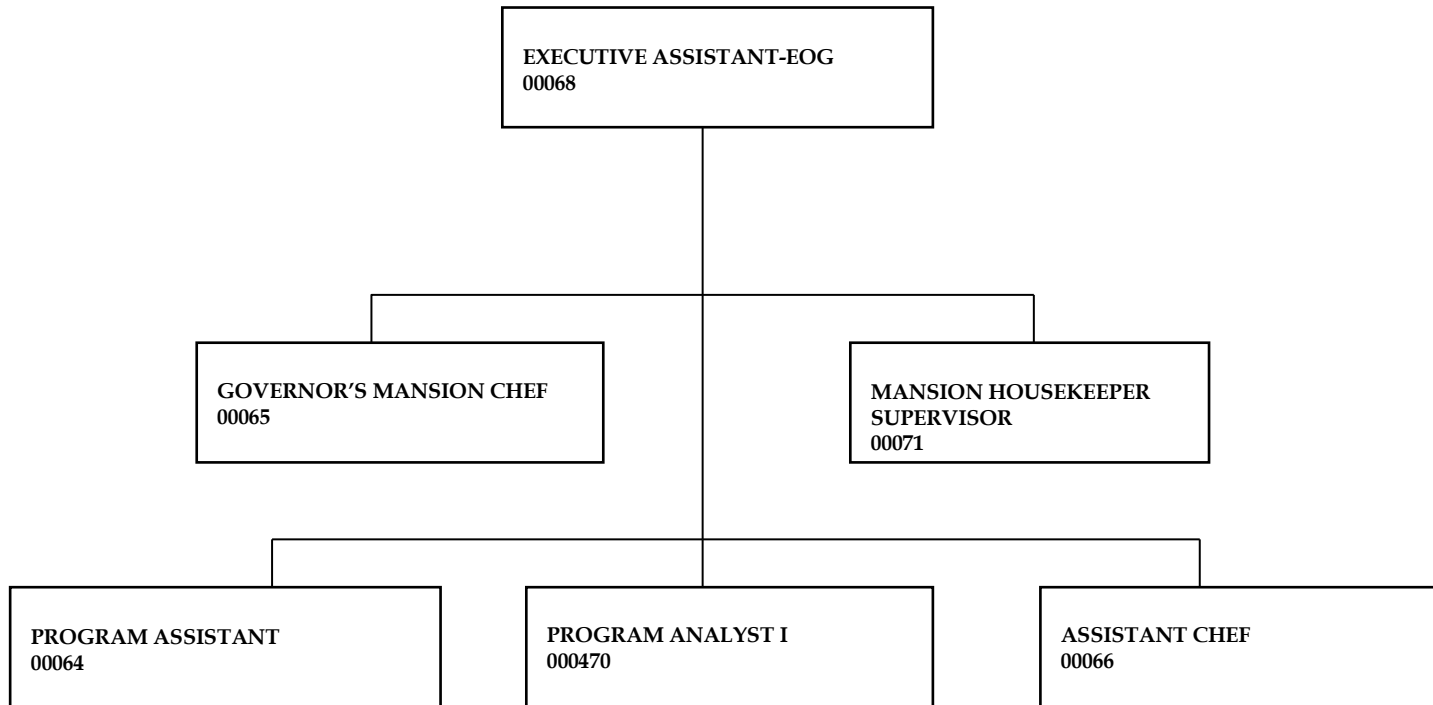 EXECUTIVE ASSISTANT-EOG
00068
GOVERNOR’S MANSION CHEF
00065
MANSION HOUSEKEEPER
SUPERVISOR
00071
PROGRAM ASSISTANT
00064
PROGRAM ANALYST I
000470
ASSISTANT CHEF
00066